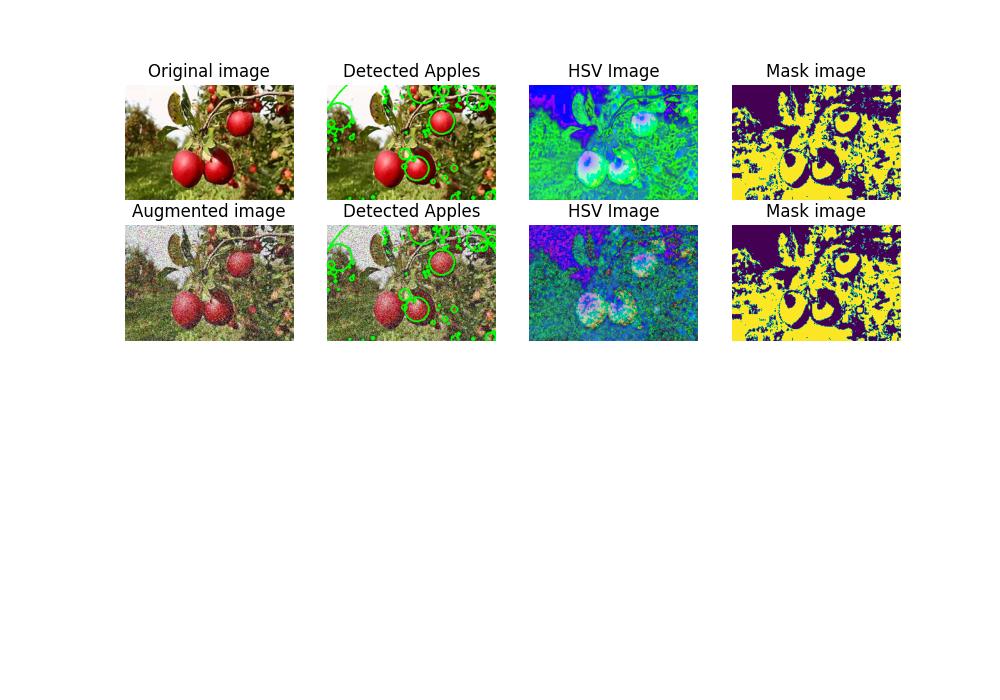 Original image
Detected Apples
HSV Image
Mask image
Augmented image
Detected Apples
HSV Image
Mask image